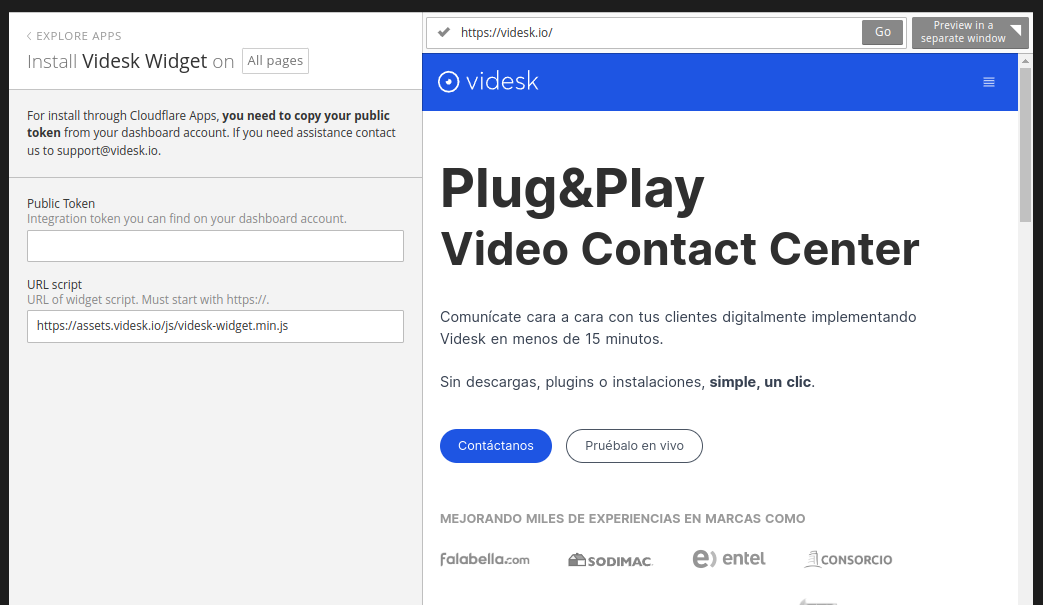 EXPLORE APPS
Install Videsk Widget on All pages
For install through Cloudflare Apps, you need to copy your public
token from your dashboard account. If you need assistance contact
us to support@videsk.io.
Public Token
Integration token you can find on your dashboard account.
URL script
URL of widget script. Must start with https://.
https://assets.videsk.io/js/videsk-widget.min.js
https://videsk.io/
Go
Preview in a
separate window
videsk
Plug&Play
Video Contact Center
Comunícate cara a cara con tus clientes digitalmente implementando
Videsk en menos de 15 minutos.
Sin descargas, plugins o instalaciones, simple, un clic.
Contáctanos
Pruébalo en vivo
MEJORANDO MILES DE EXPERIENCIAS EN MARCAS COMO
falabella.com
SODIMAC
entel
CONSORCIO